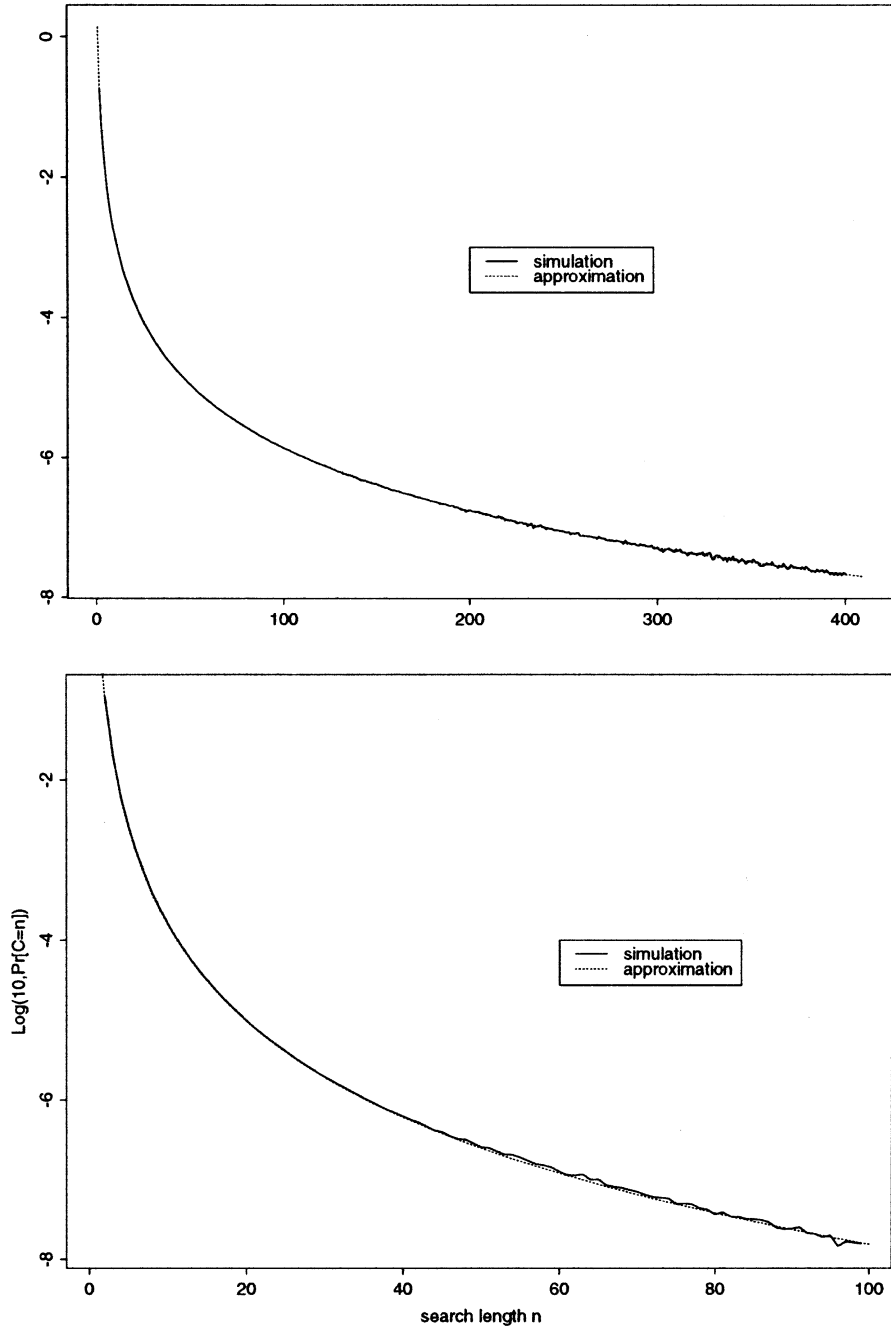 0
-2
-4
-6
-8
simulation
approximation
0 100 200 300 400
-2
-4
-6
-8
Log(10,Pr[C=n])
simulation
approximation
0 20 40 60 80 100
search length n